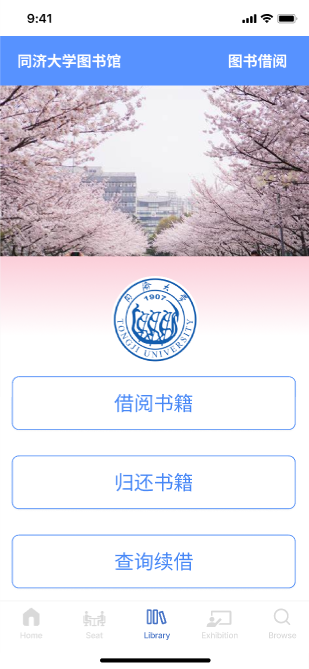 9:41
同济大学图书馆
图书借阅
同济大学
1907
TONGJI UNIVERSITY
借阅书籍
归还书籍
查询续借
Home
Seat
Library
Exhibition
Browse